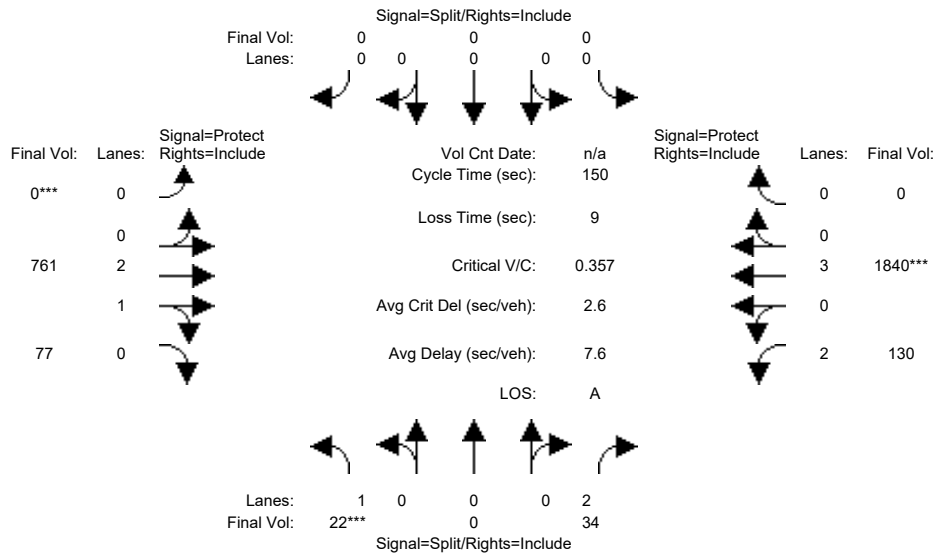 Signal=Split/Rights=Include
Final Vol: 0 0 0
Lanes: 0 0 0 0 0
Signal=Protect Signal=Protect
Final Vol: Lanes: Rights=Include Vol Cnt Date: n/a Rights=Include Lanes: Final Vol:
Cycle Time (sec): 150
0*** 0 0 0
Loss Time (sec): 9
0 0
761 2 Critical V/C: 0.357 3 1840***
1 Avg Crit Del (sec/veh): 2.6 0
77 0 Avg Delay (sec/veh): 7.6 2 130
LOS: A
Lanes: 1 0 0 0 2
Final Vol: 22*** 0 34
Signal=Split/Rights=Include